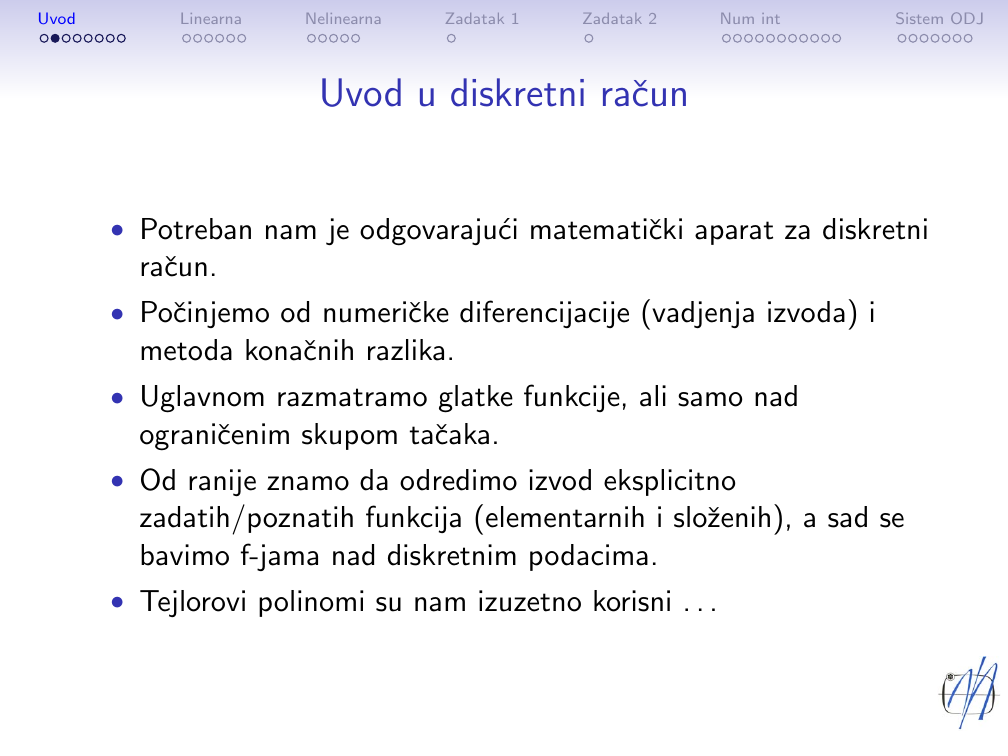 Uvod Linearna Nelinearna Zadatak 1 Zadatak 2 Num int Sistem ODJ
Uvod u diskretni račun
• Potreban nam je odgovarajući matematički aparat za diskretni
račun.
• Počinjemo od numeričke diferencijacije (vadjenja izvoda) i
metoda konačnih razlika.
• Uglavnom razmatramo glatke funkcije, ali samo nad
ograničenim skupom tačaka.
• Od ranije znamo da odredimo izvod eksplicitno
zadatih/poznatih funkcija (elementarnih i složenih), a sad se
bavimo f-jama nad diskretnim podacima.
• Tejlorovi polinomi su nam izuzetno korisni . . .